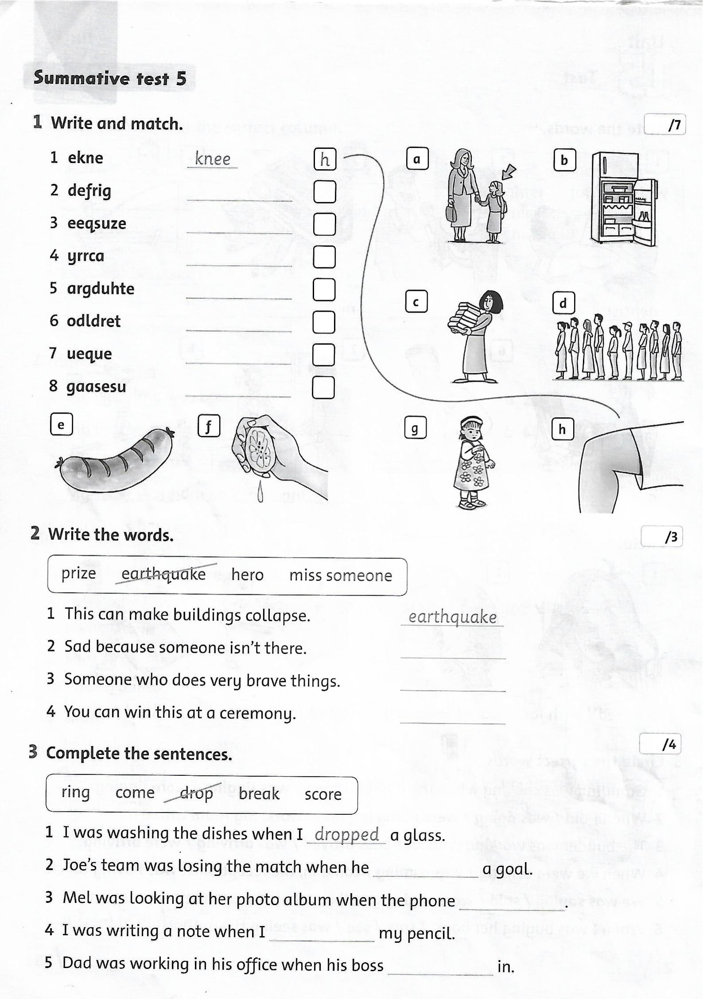 Summative test 5
1 Write and match.
/7
1 ekne knee h
2 defrig
3 eeqsuze
4 yrrca
5 argduhte
6 odldret
7 ueque
8 gaasesu
a
b
c
d
e
f
g
h
2 Write the words.
/3
prize earthquake hero miss someone
1 This can make buildings collapse. earthquake
2 Sad because someone isn't there.
3 Someone who does very brave things.
4 You can win this at a ceremony.
/4
3 Complete the sentences.
ring come drop break score
1 I was washing the dishes when I dropped a glass.
2 Joe's team was losing the match when he ____________ a goal.
3 Mel was looking at her photo album when the phone ____________.
4 I was writing a note when I ____________ my pencil.
5 Dad was working in his office when his boss ____________ in.